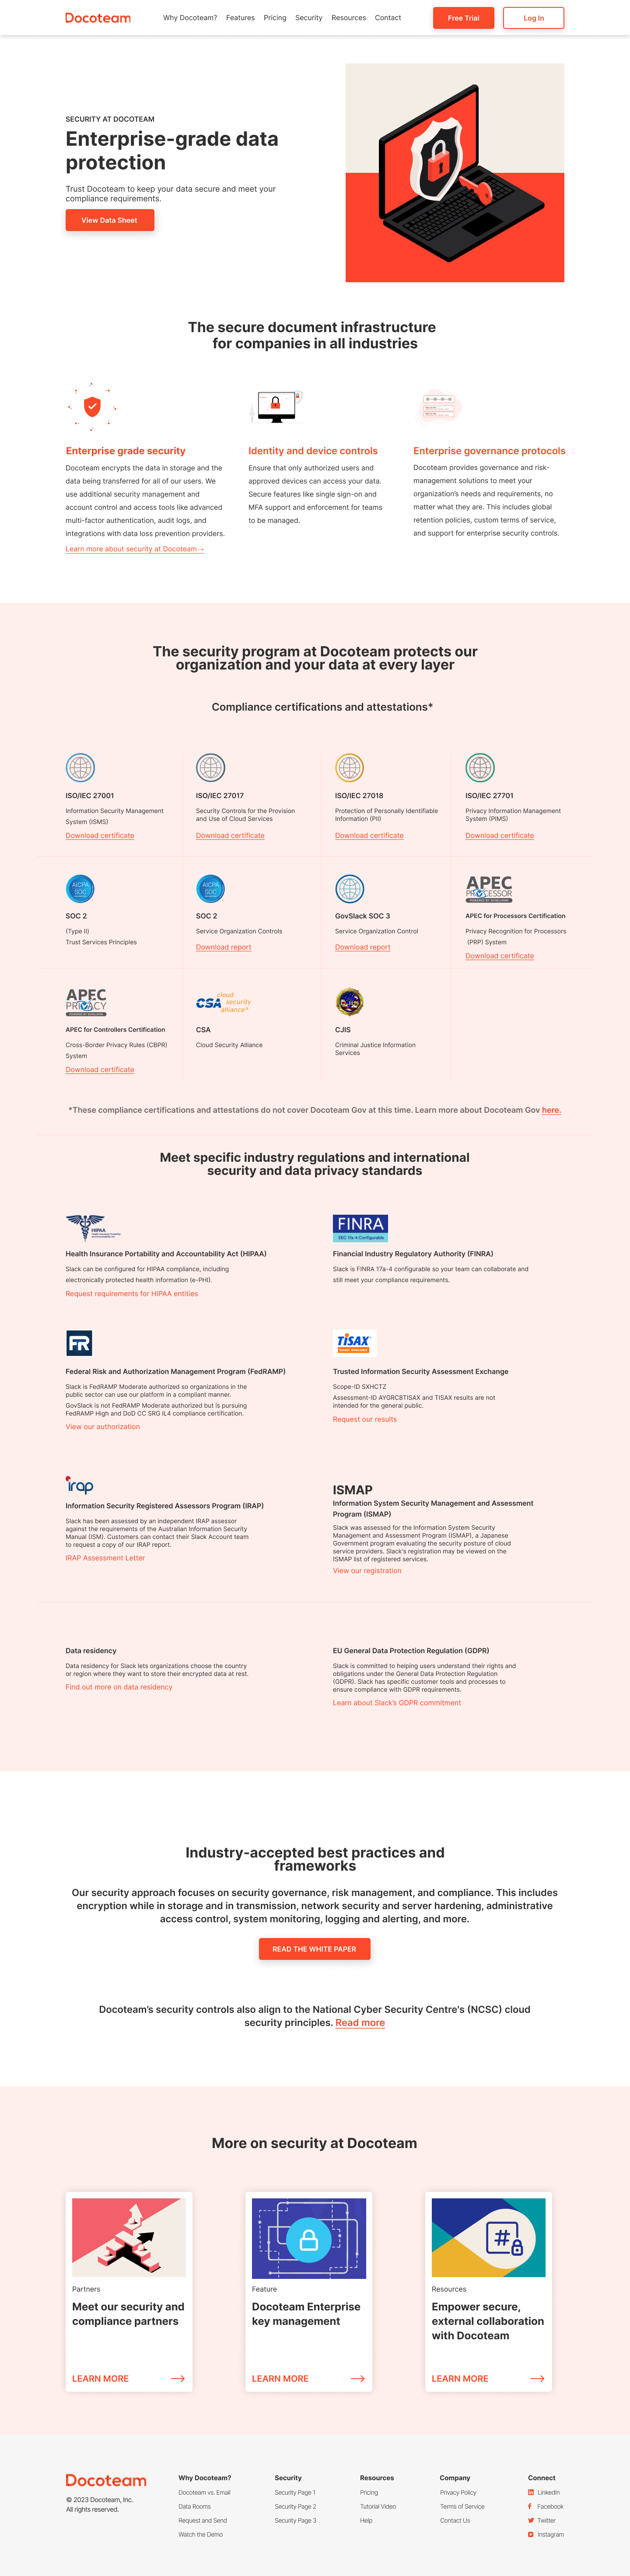 Docoteam
Why Docoteam? Features Pricing Security Resources Contact
Free Trial
Log In
SECURITY AT DOCOTEAM
Enterprise-grade data
protection
Trust Docoteam to keep your data secure and meet your
compliance requirements.
View Data Sheet
The secure document infrastructure
for companies in all industries
Enterprise grade security
Docoteam encrypts the data in storage and the
data being transferred for all of our users. We
use additional security management and
account control and access tools like advanced
multi-factor authentication, audit logs, and
integrations with data loss prevention providers.
Learn more about security at Docoteam→
Identity and device controls
Ensure that only authorized users and
approved devices can access your data.
Secure features like single sign-on and
MFA support and enforcement for teams
to be managed.
Enterprise governance protocols
Docoteam provides governance and risk-
management solutions to meet your
organization's needs and requirements, no
matter what they are. This includes global
retention policies, custom terms of service,
and support for enterprise security controls.
The security program at Docoteam protects our
organization and your data at every layer
Compliance certifications and attestations*
ISO/IEC 27001
Information Security Management
System (ISMS)
Download certificate
ISO/IEC 27017
Security Controls for the Provision
and Use of Cloud Services
Download certificate
ISO/IEC 27018
Protection of Personally Identifiable
Information (PII)
Download certificate
ISO/IEC 27701
Privacy Information Management
System (PIMS)
Download certificate
AICPA
SOC
SOC 2
(Type II)
Trust Services Principles
AICPA
SOC
SOC 2
Service Organization Controls
Download report
GovSlack SOC 3
Service Organization Control
Download report
APEC
PROCESSOR
APEC for Processors Certification
Privacy Recognition for Processors
(PRP) System
Download certificate
APEC
PRIVACY
APEC for Controllers Certification
Cross-Border Privacy Rules (CBPR)
System
Download certificate
CSA cloud
security
alliance®
CSA
Cloud Security Alliance
CJIS
Criminal Justice Information
Services
*These compliance certifications and attestations do not cover Docoteam Gov at this time. Learn more about Docoteam Gov here.
Meet specific industry regulations and international
security and data privacy standards
HIPAA
Health Insurance Portability and Accountability Act (HIPAA)
Slack can be configured for HIPAA compliance, including
electronically protected health information (e-PHI).
Request requirements for HIPAA entities
FINRA
SEC 17a-4 Configurable
Financial Industry Regulatory Authority (FINRA)
Slack is FINRA 17a-4 configurable so your team can collaborate and
still meet your compliance requirements.
FR
Federal Risk and Authorization Management Program (FedRAMP)
Slack is FedRAMP Moderate authorized so organizations in the
public sector can use our platform in a compliant manner.
GovSlack is not FedRAMP Moderate authorized but is pursuing
FedRAMP High and DoD CC SRG IL4 compliance certification.
View our authorization
TISAX
Trusted Information Security Assessment Exchange
Scope-ID SXHCTZ
Assessment-ID AYGRC8TISAX and TISAX results are not
intended for the general public.
Request our results
irap
Information Security Registered Assessors Program (IRAP)
Slack has been assessed by an independent IRAP assessor
against the requirements of the Australian Information Security
Manual (ISM). Customers can contact their Slack Account team
to request a copy of our IRAP report.
IRAP Assessment Letter
ISMAP
Information System Security Management and Assessment
Program (ISMAP)
Slack was assessed for the Information System Security
Management and Assessment Program (ISMAP), a Japanese
Government program evaluating the security posture of cloud
service providers. Slack's registration may be viewed on the
ISMAP list of registered services.
View our registration
Data residency
Data residency for Slack lets organizations choose the country
or region where they want to store their encrypted data at rest.
Find out more on data residency
EU General Data Protection Regulation (GDPR)
Slack is committed to helping users understand their rights and
obligations under the General Data Protection Regulation
(GDPR). Slack has specific customer tools and processes to
ensure compliance with GDPR requirements.
Learn about Slack's GDPR commitment
Industry-accepted best practices and
frameworks
Our security approach focuses on security governance, risk management, and compliance. This includes
encryption while in storage and in transmission, network security and server hardening, administrative
access control, system monitoring, logging and alerting, and more.
READ THE WHITE PAPER
Docoteam's security controls also align to the National Cyber Security Centre's (NCSC) cloud
security principles. Read more
More on security at Docoteam
Partners
Meet our security and
compliance partners
LEARN MORE
Feature
Docoteam Enterprise
key management
LEARN MORE
#
Resources
Empower secure,
external collaboration
with Docoteam
LEARN MORE
Docoteam
© 2023 Docoteam, Inc.
All rights reserved.
Why Docoteam?
Docoteam vs. Email
Data Rooms
Request and Send
Watch the Demo
Security
Security Page 1
Security Page 2
Security Page 3
Resources
Pricing
Tutorial Video
Help
Company
Privacy Policy
Terms of Service
Contact Us
Connect
LinkedIn
Facebook
Twitter
Instagram